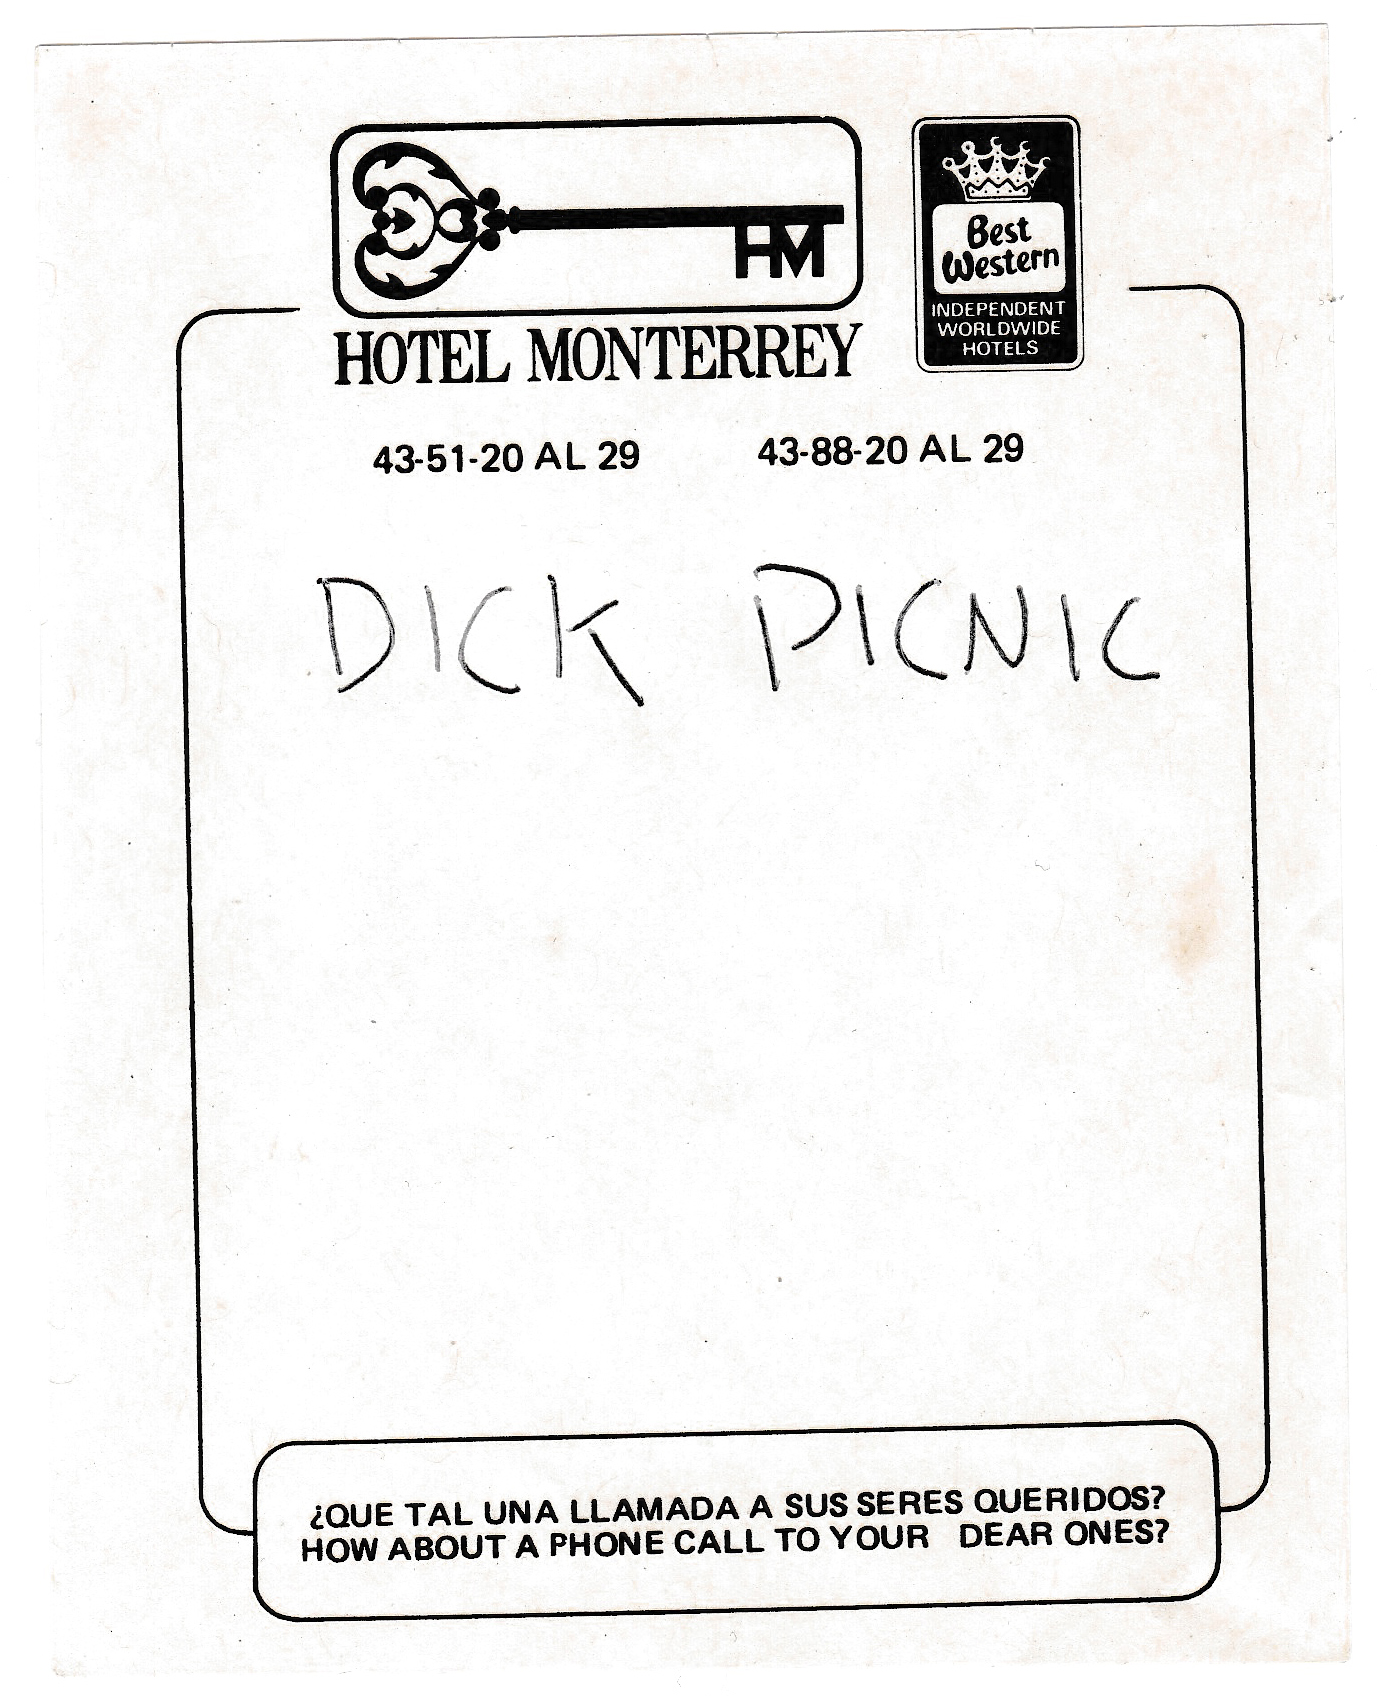 HM
HOTEL MONTERREY
Best
Western
INDEPENDENT
WORLDWIDE
HOTELS
43-51-20 AL 29 43-88-20 AL 29
DICK PICNIC
¿QUE TAL UNA LLAMADA A SUS SERES QUERIDOS?
HOW ABOUT A PHONE CALL TO YOUR DEAR ONES?